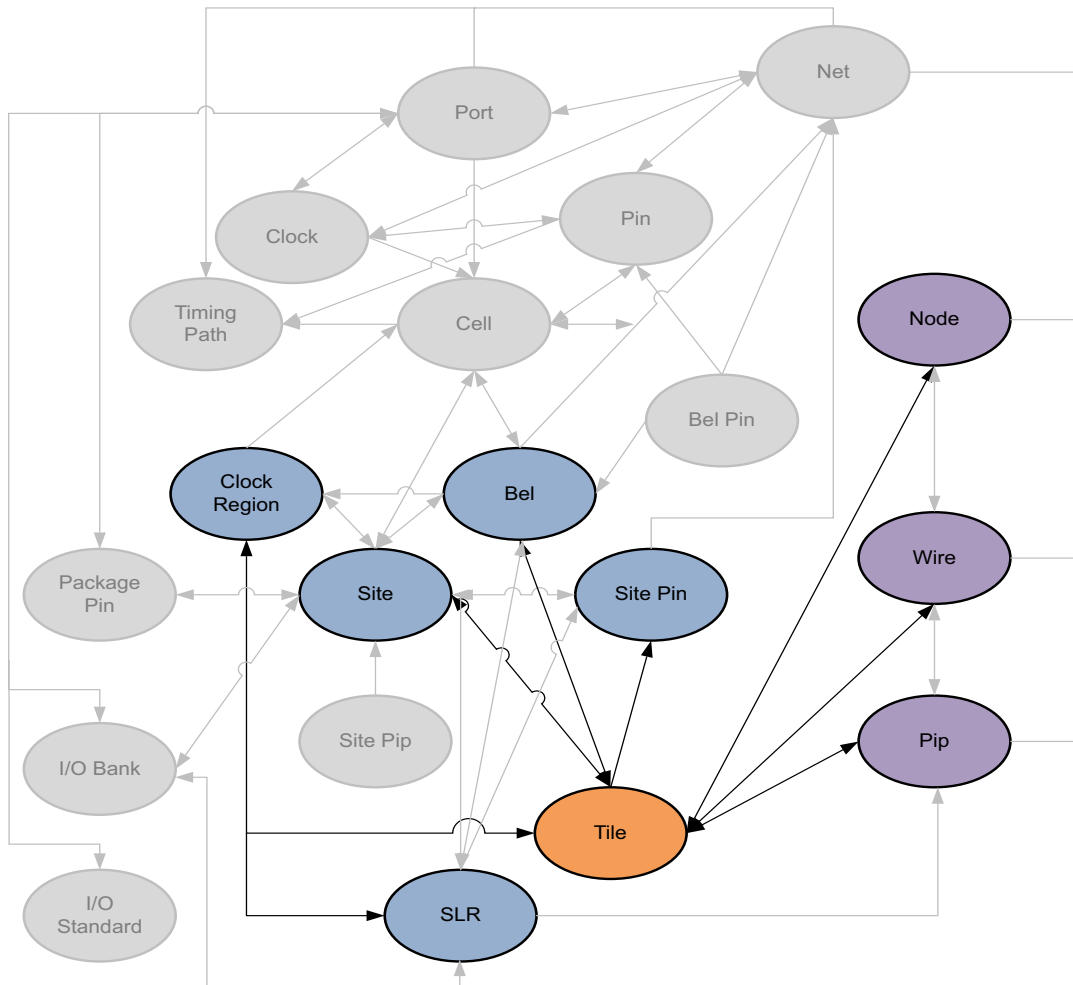 Net
Port
Pin
Clock
Timing
Path
Cell
Node
Bel Pin
Clock
Region
Bel
Wire
Package
Pin
Site
Site Pin
Site Pip
Pip
I/O Bank
Tile
I/O
Standard
SLR